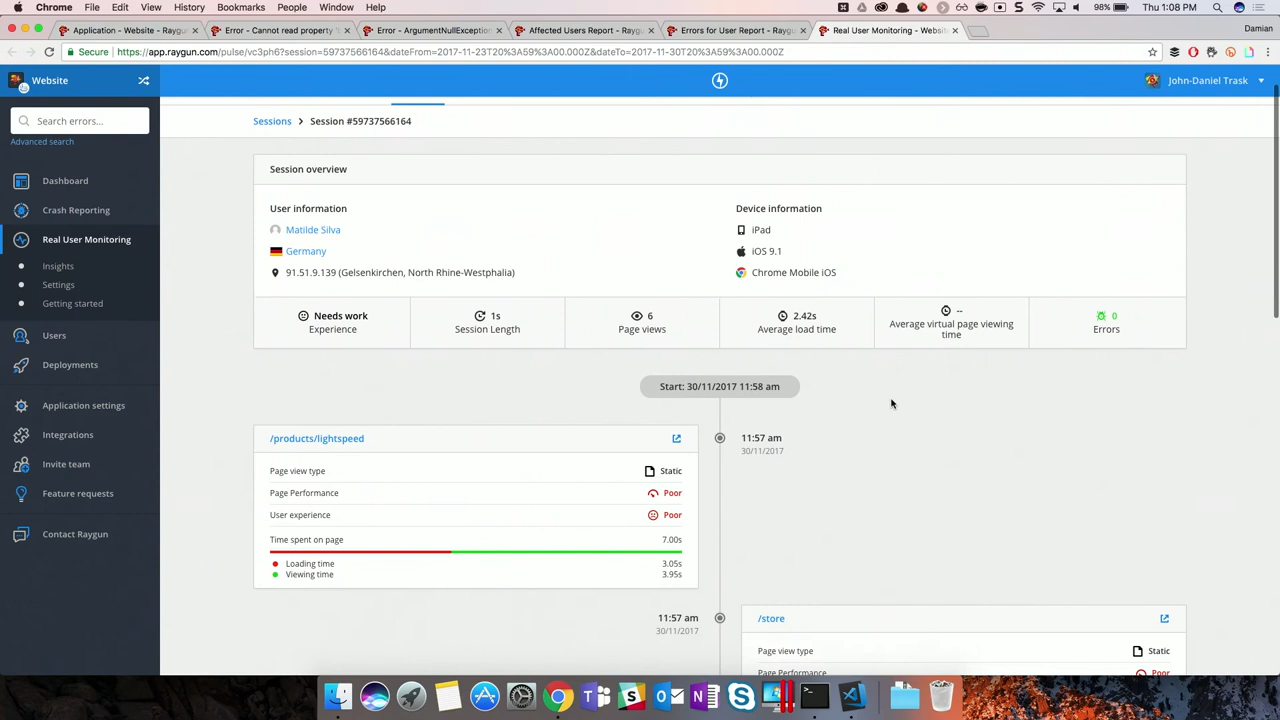 Chrome File Edit View History Bookmarks People Window Help 98% Thu 1:08 PM
Application - Website - Raygun
Error - Cannot read property '
Error - ArgumentNullException
Affected Users Report - Raygu
Errors for User Report - Raygu
Real User Monitoring - Websit
Damian
Secure https://app.raygun.com/pulse/vc3ph6?session=59737566164&dateFrom=2017-11-23T20%3A59%3A00.000Z&dateTo=2017-11-30T20%3A59%3A00.000Z
Website
John-Daniel Trask
Search errors...
Advanced search
Dashboard
Crash Reporting
Real User Monitoring
Insights
Settings
Getting started
Users
Deployments
Application settings
Integrations
Invite team
Feature requests
Contact Raygun
Sessions > Session #59737566164
Session overview
User information
Matilde Silva
Germany
91.51.9.139 (Gelsenkirchen, North Rhine-Westphalia)
Device information
iPad
iOS 9.1
Chrome Mobile iOS
Needs work
Experience
1s
Session Length
6
Page views
2.42s
Average load time
--
Average virtual page viewing
time
0
Errors
Start: 30/11/2017 11:58 am
/products/lightspeed
Page view type Static
Page Performance Poor
User experience Poor
Time spent on page 7.00s
Loading time 3.05s
Viewing time 3.95s
11:57 am
30/11/2017
11:57 am
30/11/2017
/store
Page view type Static
Page Performance Poor